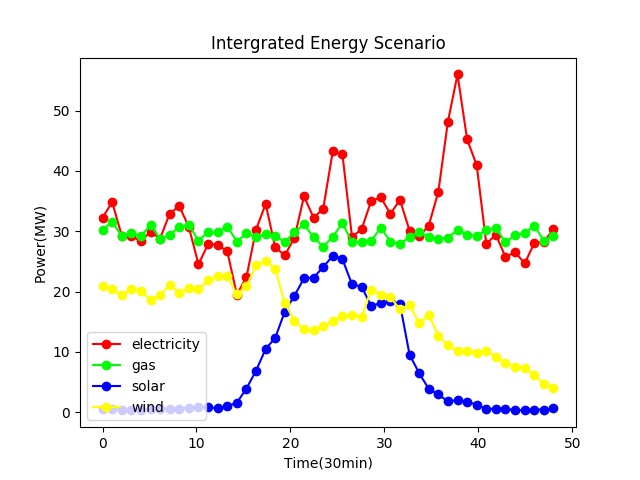 Intergrated Energy Scenario
Power(MW)
50
40
30
20
10
0
electricity
gas
solar
wind
0 10 20 30 40 50
Time(30min)